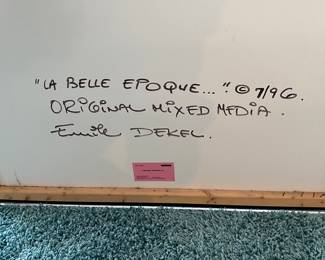 "LA BELLE EPOQUE..." © 7/96.
ORIGINAL MIXED MEDIA.
Emile DEKEL.